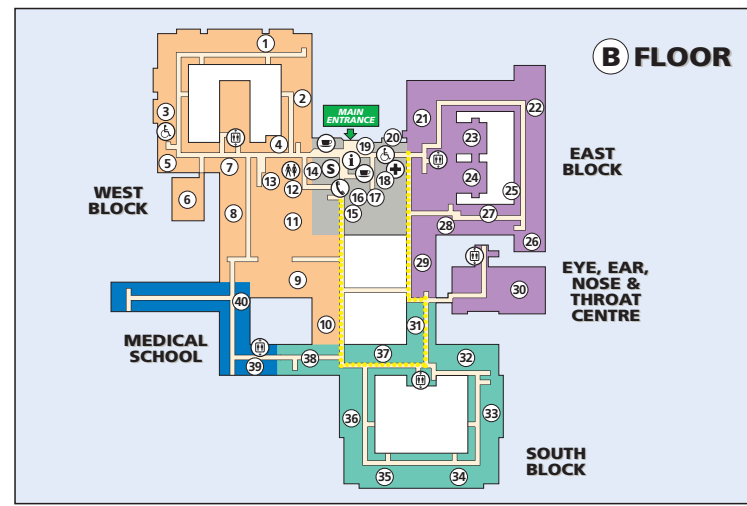 B FLOOR
1
2
MAIN
ENTRANCE
3
20
21
22
19
23
4
i
5
7
13
14
S
18
24
EAST
BLOCK
WEST
BLOCK
6
12
16
17
25
8
11
15
27
28
26
29
EYE, EAR,
NOSE &
THROAT
CENTRE
9
30
40
10
31
MEDICAL
SCHOOL
39
38
37
32
36
33
35
34
SOUTH
BLOCK